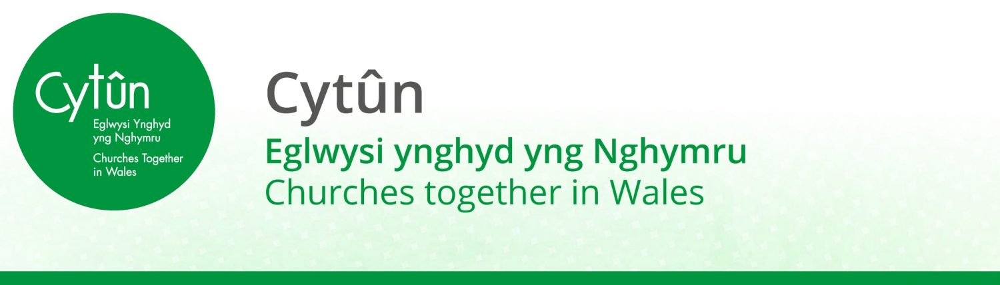 Cytûn
Eglwysi Ynghyd
yng Nghymru
Churches Together
in Wales
Cytûn
Eglwysi ynghyd yng Nghymru
Churches together in Wales